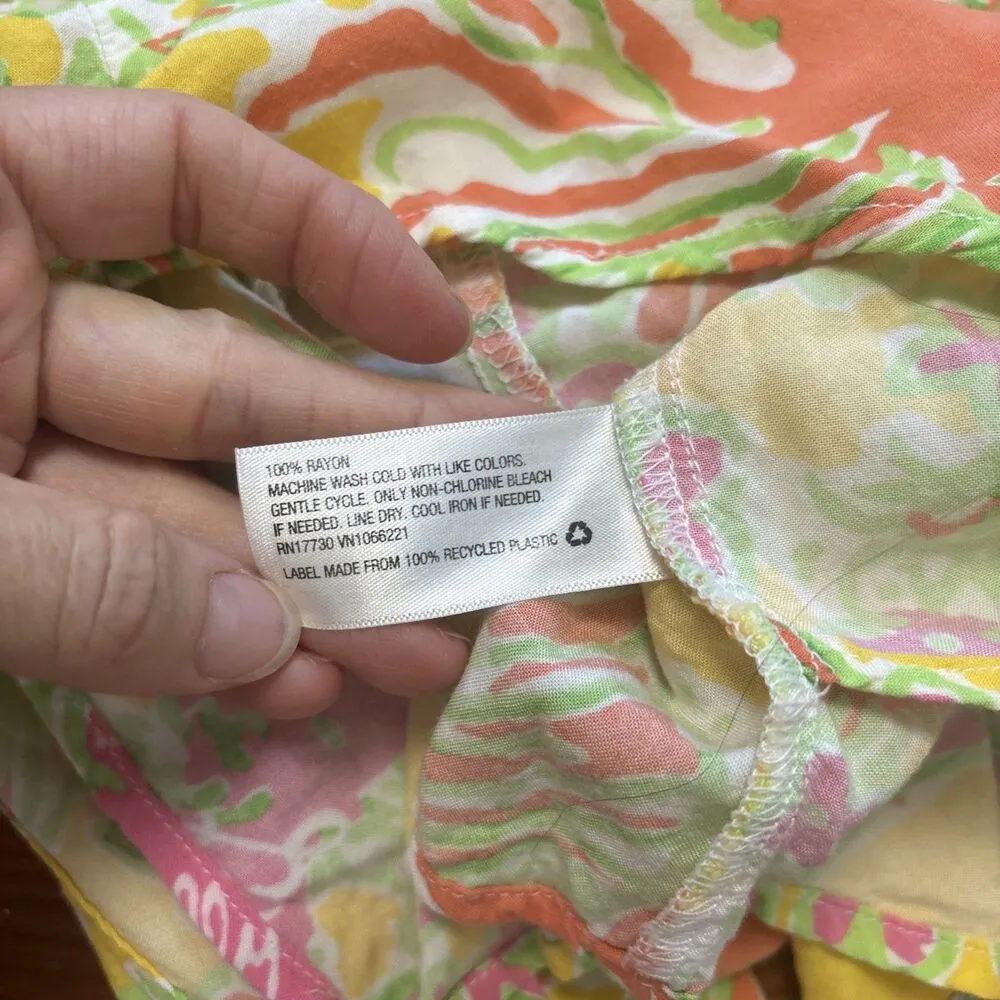 100% RAYON
MACHINE WASH COLD WITH LIKE COLORS.
GENTLE CYCLE. ONLY NON-CHLORINE BLEACH
IF NEEDED. LINE DRY. COOL IRON IF NEEDED.
RN17730 VN1066221
LABEL MADE FROM 100% RECYCLED PLASTIC